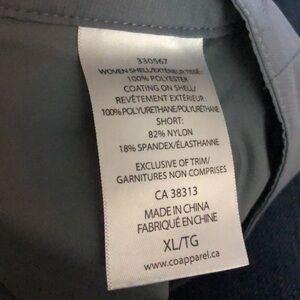 330567
WOVEN SHELL/EXTÉRIEUR TISSÉ:
100% POLYESTER
COATING ON SHELL/
REVÊTEMENT EXTÉRIEUR:
100% POLYURETHANE/POLYURÉTHANE
SHORT:
82% NYLON
18% SPANDEX/ÉLASTHANNE
EXCLUSIVE OF TRIM/
GARNITURES NON COMPRISES
CA 38313
MADE IN CHINA
FABRIQUÉ EN CHINE
XL/TG
www.coapparel.ca